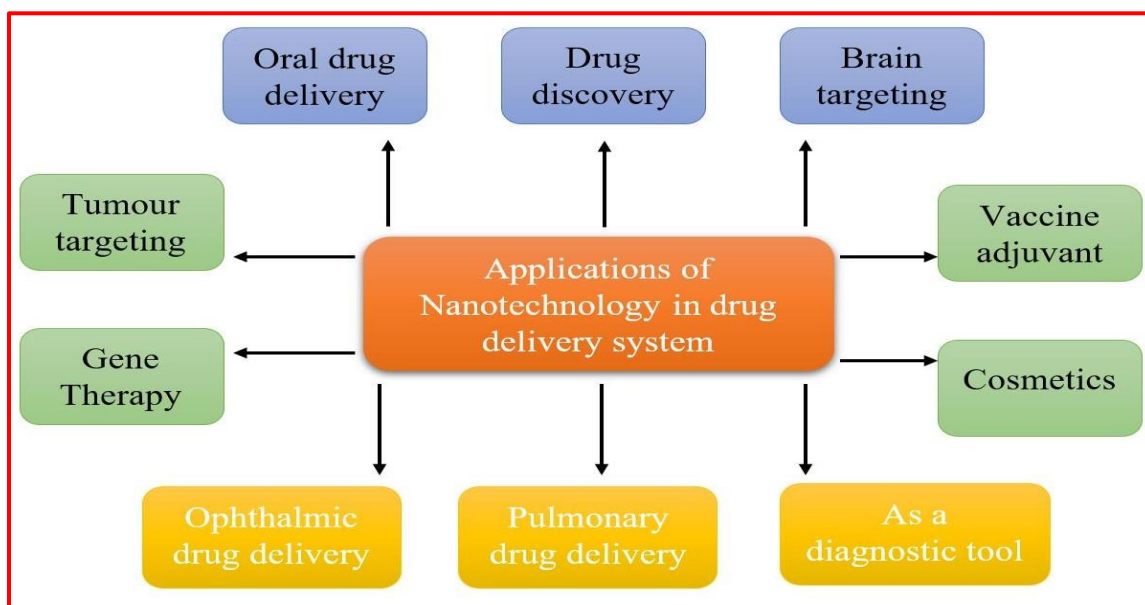 Oral drug
delivery
Drug
discovery
Brain
targeting
Tumour
targeting
Applications of
Nanotechnology in drug
delivery system
Vaccine
adjuvant
Gene
Therapy
Cosmetics
Ophthalmic
drug delivery
Pulmonary
drug delivery
As a
diagnostic tool